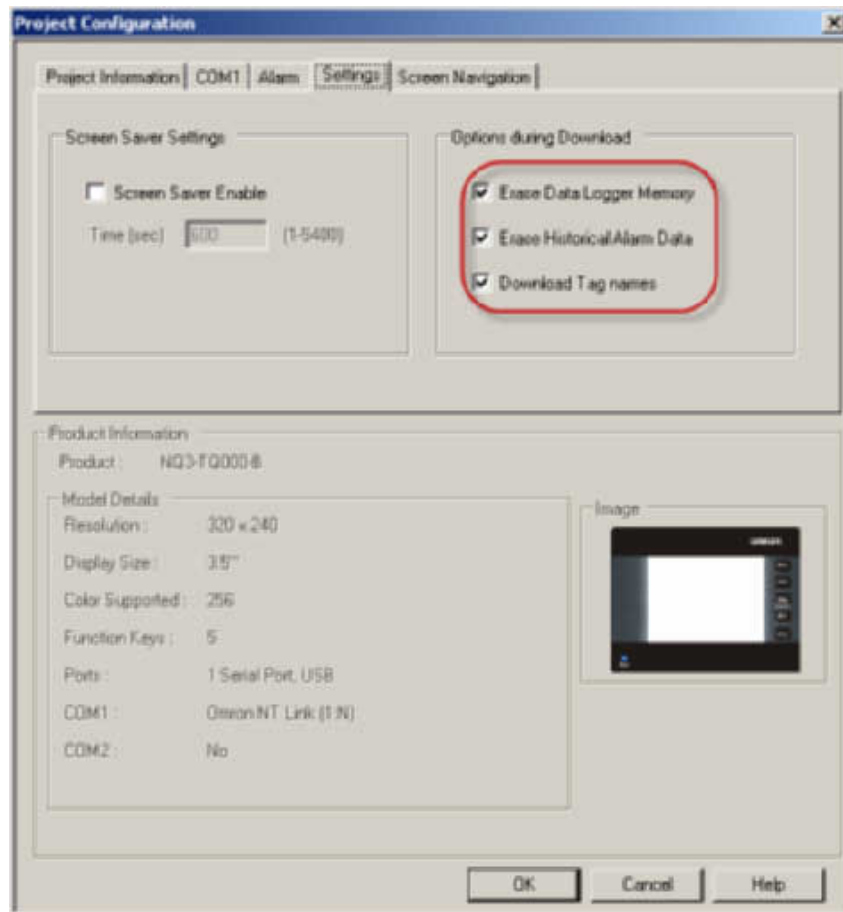 Project Configuration
Project Information COM1 Alarm Settings Screen Navigation
Screen Saver Settings
Screen Saver Enable
Time (sec) 600 (1-5400)
Options during Download
Erase Data Logger Memory
Erase Historical Alarm Data
Download Tag names
Product Information
Product : NQ3-TQ000-B
Model Details
Resolution : 320 x 240
Display Size : 3.5"
Color Supported : 256
Function Keys : 5
Ports : 1 Serial Port, USB
COM1 : Omron NT Link (1:N)
COM2 : No
Image
OK Cancel Help